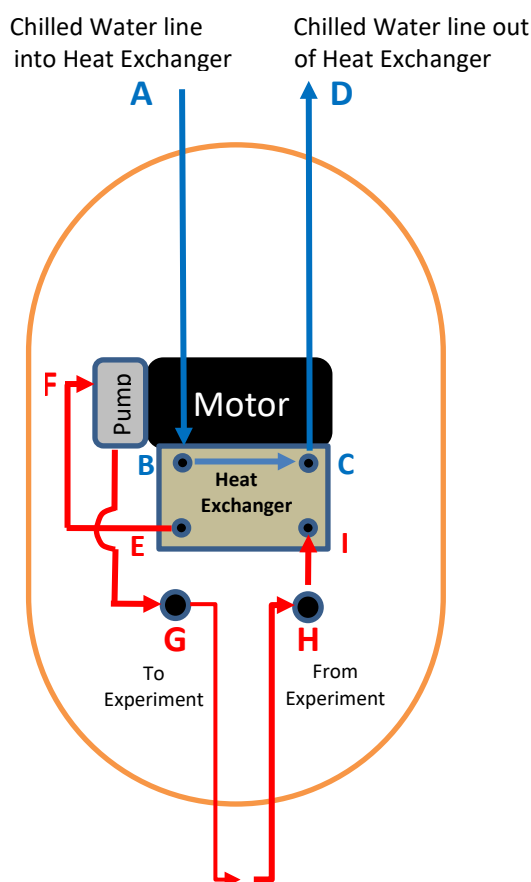 Chilled Water line
into Heat Exchanger
Chilled Water line out
of Heat Exchanger
A
D
F
Pump
Motor
B
C
Heat
Exchanger
E
I
G
H
To
Experiment
From
Experiment